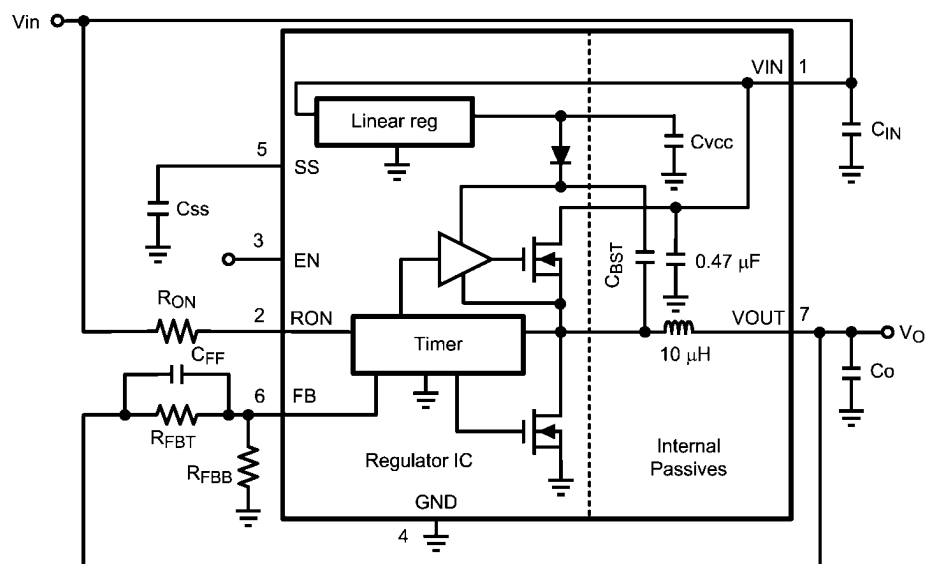 Vin
VIN 1
Linear reg
Cvcc
CIN
5
SS
Css
3
EN
CBST
0.47 µF
RON
2 RON
7
VOUT
VO
Timer
10 µH
CFF
Co
6 FB
RFBT
RFBB
Regulator IC
Internal
Passives
GND
4